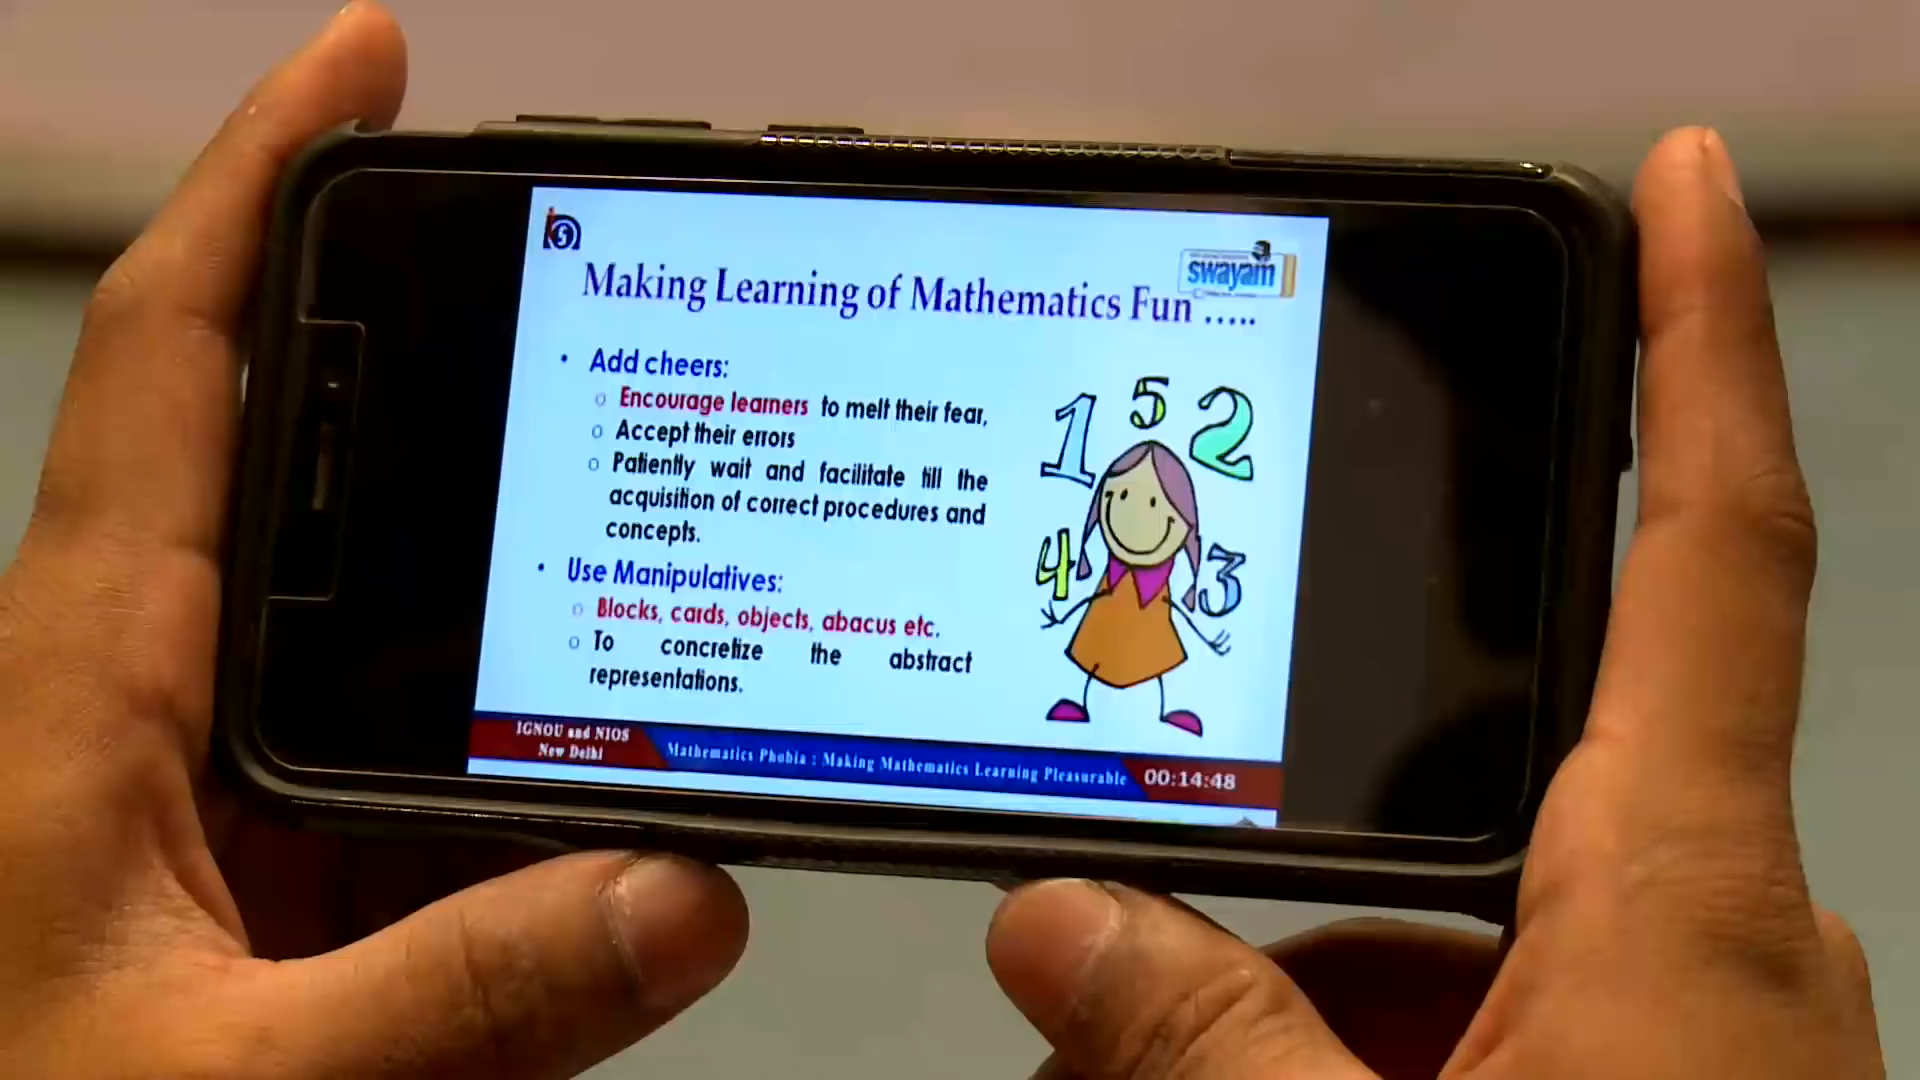 swayam
Making Learning of Mathematics Fun .....
• Add cheers:
o Encourage learners to melt their fear,
o Accept their errors
o Patiently wait and facilitate till the
acquisition of correct procedures and
concepts.
• Use Manipulatives:
o Blocks, cards, objects, abacus etc.
o To concretize the abstract
representations.
1 5 2
4 3
IGNOU and NIOS
New Delhi
Mathematics Phobia : Making Mathematics Learning Pleasurable
00:14:48